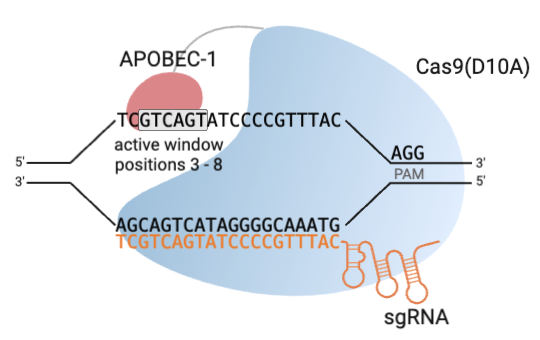 APOBEC-1
Cas9(D10A)
TCGTCAGTATCCCCGTTTAC
active window
positions 3 - 8
AGG
5'
3'
PAM
3'
5'
AGCAGTCATAGGGGCAAATG
TCGTCAGTATCCCCGTTTAC
sgRNA